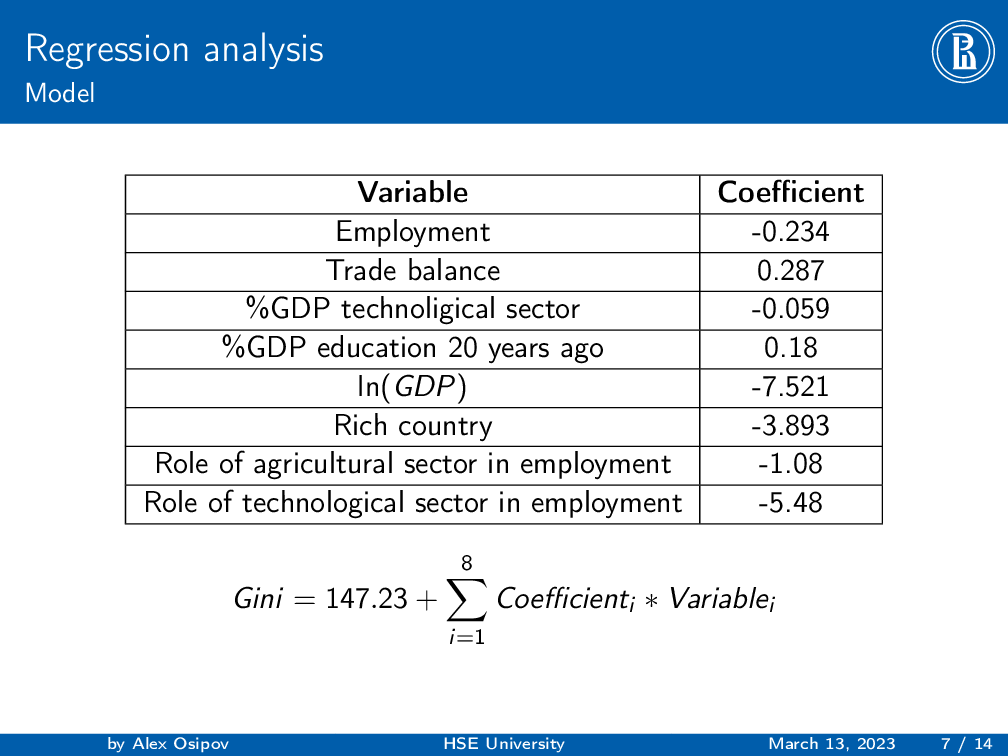 Regression analysis
Model
Variable Coefficient
Employment -0.234
Trade balance 0.287
%GDP technoligical sector -0.059
%GDP education 20 years ago 0.18
ln(GDP) -7.521
Rich country -3.893
Role of agricultural sector in employment -1.08
Role of technological sector in employment -5.48
8
Gini = 147.23 + ∑ Coefficientᵢ ∗ Variableᵢ
i=1
by Alex Osipov HSE University March 13, 2023 7 / 14